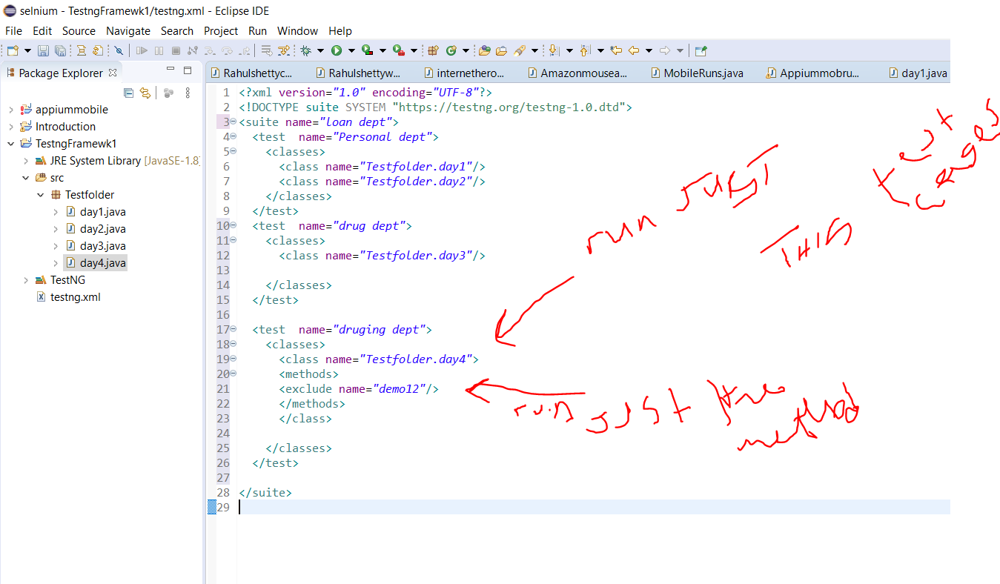 selnium - TestngFramewk1/testng.xml - Eclipse IDE
File Edit Source Navigate Search Project Run Window Help
Package Explorer
Rahulshettyc... Rahulshettyw... internethero... Amazonmousea... MobileRuns.java Appiummobru... day1.java
appiummobile
Introduction
TestngFramewk1
JRE System Library [JavaSE-1.8]
src
Testfolder
day1.java
day2.java
day3.java
day4.java
TestNG
testng.xml
1 <?xml version="1.0" encoding="UTF-8"?>
2 <!DOCTYPE suite SYSTEM "https://testng.org/testng-1.0.dtd">
3 <suite name="loan dept">
4 <test  name="Personal dept">
5 <classes>
6 <class name="Testfolder.day1"/>
7 <class name="Testfolder.day2"/>
8 </classes>
9 </test>
10 <test  name="drug dept">
11 <classes>
12 <class name="Testfolder.day3"/>
13
14 </classes>
15 </test>
16
17 <test  name="druging dept">
18 <classes>
19 <class name="Testfolder.day4">
20 <methods>
21 <exclude name="demo12"/>
22 </methods>
23 </class>
24
25 </classes>
26 </test>
27
28 </suite>
29
run JUST
THIS
test
run just
method